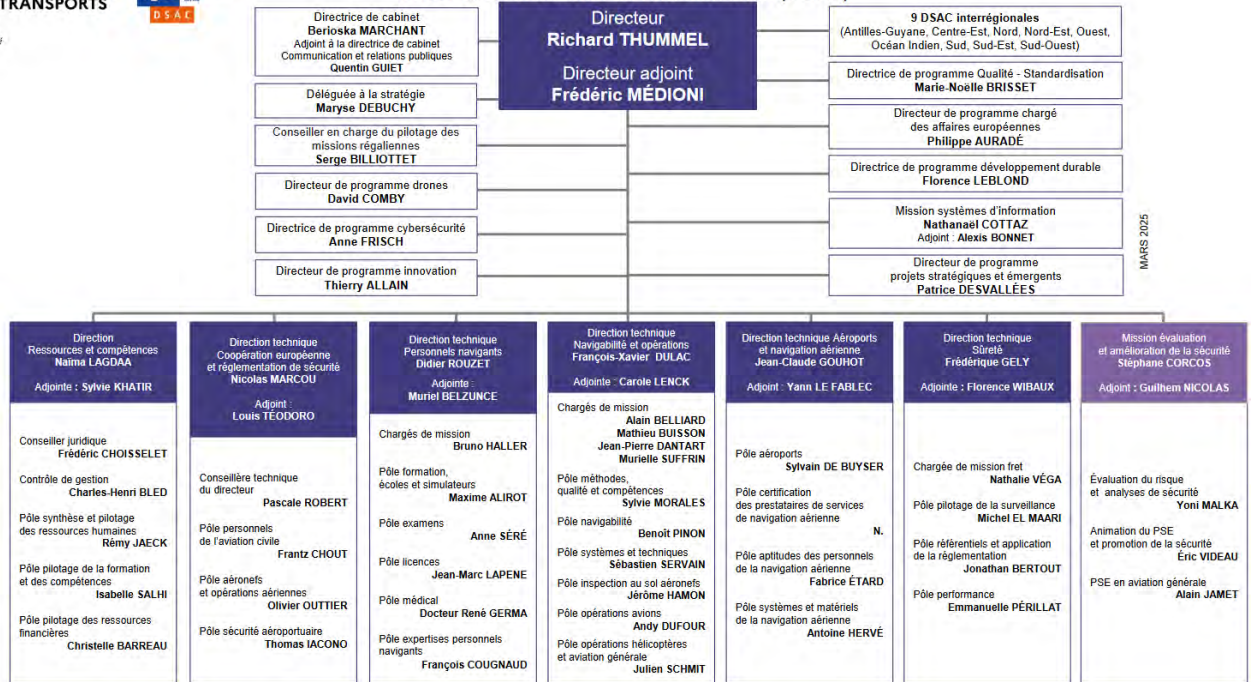 TRANSPORTS
DSAC
Directeur
Richard THUMMEL
Directeur adjoint
Frédéric MÉDIONI
Directrice de cabinet
Berioska MARCHANT
Adjoint à la directrice de cabinet
Communication et relations publiques
Quentin GUIET
Déléguée à la stratégie
Maryse DEBUCHY
Conseiller en charge du pilotage des
missions régaliennes
Serge BILLIOTTET
Directeur de programme drones
David COMBY
Directrice de programme cybersécurité
Anne FRISCH
Directeur de programme innovation
Thierry ALLAIN
9 DSAC interrégionales
(Antilles-Guyane, Centre-Est, Nord, Nord-Est, Ouest,
Océan Indien, Sud, Sud-Est, Sud-Ouest)
Directrice de programme Qualité - Standardisation
Marie-Noëlle BRISSET
Directeur de programme chargé
des affaires européennes
Philippe AURADÉ
Directrice de programme développement durable
Florence LEBLOND
Mission systèmes d'information
Nathanaël COTTAZ
Adjoint : Alexis BONNET
Directeur de programme
projets stratégiques et émergents
Patrice DESVALLÉES
MARS 2025
Direction
Ressources et compétences
Naïma LAGDAA
Adjointe : Sylvie KHATIR
Conseiller juridique
Frédéric CHOISSELET
Contrôle de gestion
Charles-Henri BLED
Pôle synthèse et pilotage
des ressources humaines
Rémy JAECK
Pôle pilotage de la formation
et des compétences
Isabelle SALHI
Pôle pilotage des ressources
financières
Christelle BARREAU
Direction technique
Coopération européenne
et réglementation de sécurité
Nicolas MARCOU
Adjoint :
Louis TÉODORO
Conseillère technique
du directeur
Pascale ROBERT
Pôle personnels
de l'aviation civile
Frantz CHOUT
Pôle aéronefs
et opérations aériennes
Olivier OUTTIER
Pôle sécurité aéroportuaire
Thomas IACONO
Direction technique
Personnels navigants
Didier ROUZET
Adjointe :
Muriel BELZUNCE
Chargés de mission
Bruno HALLER
Pôle formation,
écoles et simulateurs
Maxime ALIROT
Pôle examens
Anne SÉRÉ
Pôle licences
Jean-Marc LAPENE
Pôle médical
Docteur René GERMA
Pôle expertises personnels
navigants
François COUGNAUD
Direction technique
Navigabilité et opérations
François-Xavier DULAC
Adjointe : Carole LENCK
Chargés de mission
Alain BELLIARD
Mathieu BUISSON
Jean-Pierre DANTART
Murielle SUFFRIN
Pôle méthodes,
qualité et compétences
Sylvie MORALES
Pôle navigabilité
Benoît PINON
Pôle systèmes et techniques
Sébastien SERVAIN
Pôle inspection au sol aéronefs
Jérôme HAMON
Pôle opérations avions
Andy DUFOUR
Pôle opérations hélicoptères
et aviation générale
Julien SCHMIT
Direction technique Aéroports
et navigation aérienne
Jean-Claude GOUHOT
Adjoint : Yann LE FABLEC
Pôle aéroports
Sylvain DE BUYSER
Pôle certification
des prestataires de services
de navigation aérienne
N.
Pôle aptitudes des personnels
de la navigation aérienne
Fabrice ÉTARD
Pôle systèmes et matériels
de la navigation aérienne
Antoine HERVÉ
Direction technique
Sûreté
Frédérique GELY
Adjointe : Florence WIBAUX
Chargée de mission fret
Nathalie VÉGA
Pôle pilotage de la surveillance
Michel EL MAARI
Pôle référentiels et application
de la réglementation
Jonathan BERTOUT
Pôle performance
Emmanuelle PÉRILLAT
Mission évaluation
et amélioration de la sécurité
Stéphane CORCOS
Adjoint : Guilhem NICOLAS
Évaluation du risque
et analyses de sécurité
Yoni MALKA
Animation du PSE
et promotion de la sécurité
Éric VIDEAU
PSE en aviation générale
Alain JAMET